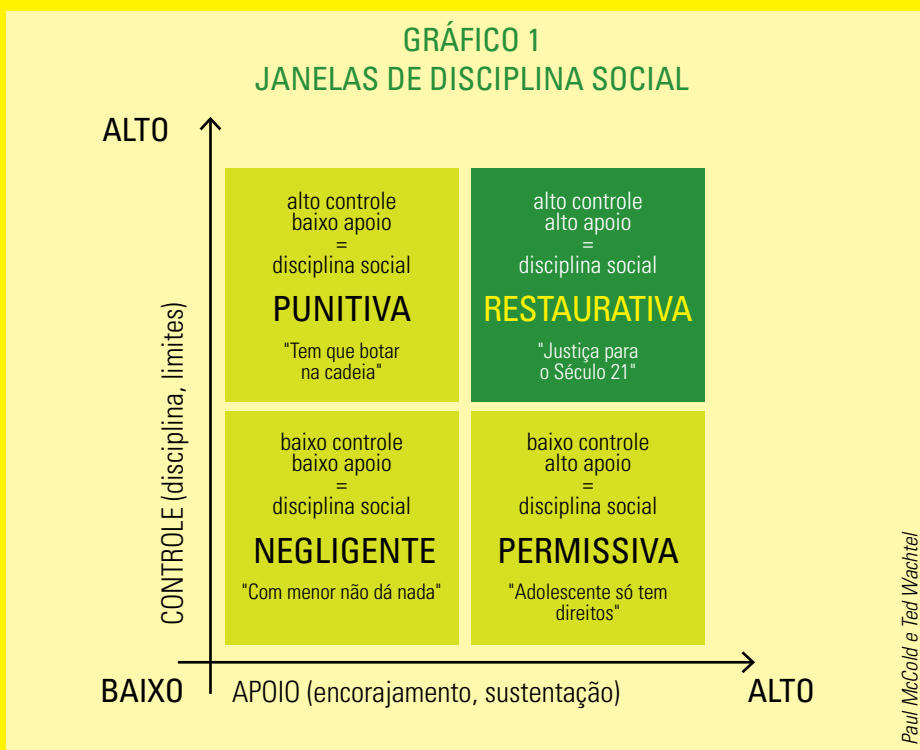 GRÁFICO 1
JANELAS DE DISCIPLINA SOCIAL
ALTO
CONTROLE (disciplina, limites)
alto controle
baixo apoio
=
disciplina social
PUNITIVA
"Tem que botar
na cadeia"
alto controle
alto apoio
=
disciplina social
RESTAURATIVA
"Justiça para
o Século 21"
baixo controle
baixo apoio
=
disciplina social
NEGLIGENTE
"Com menor não dá nada"
baixo controle
alto apoio
=
disciplina social
PERMISSIVA
"Adolescente só tem
direitos"
BAIXO
APOIO (encorajamento, sustentação)
ALTO
Paul McCold e Ted Wachtel